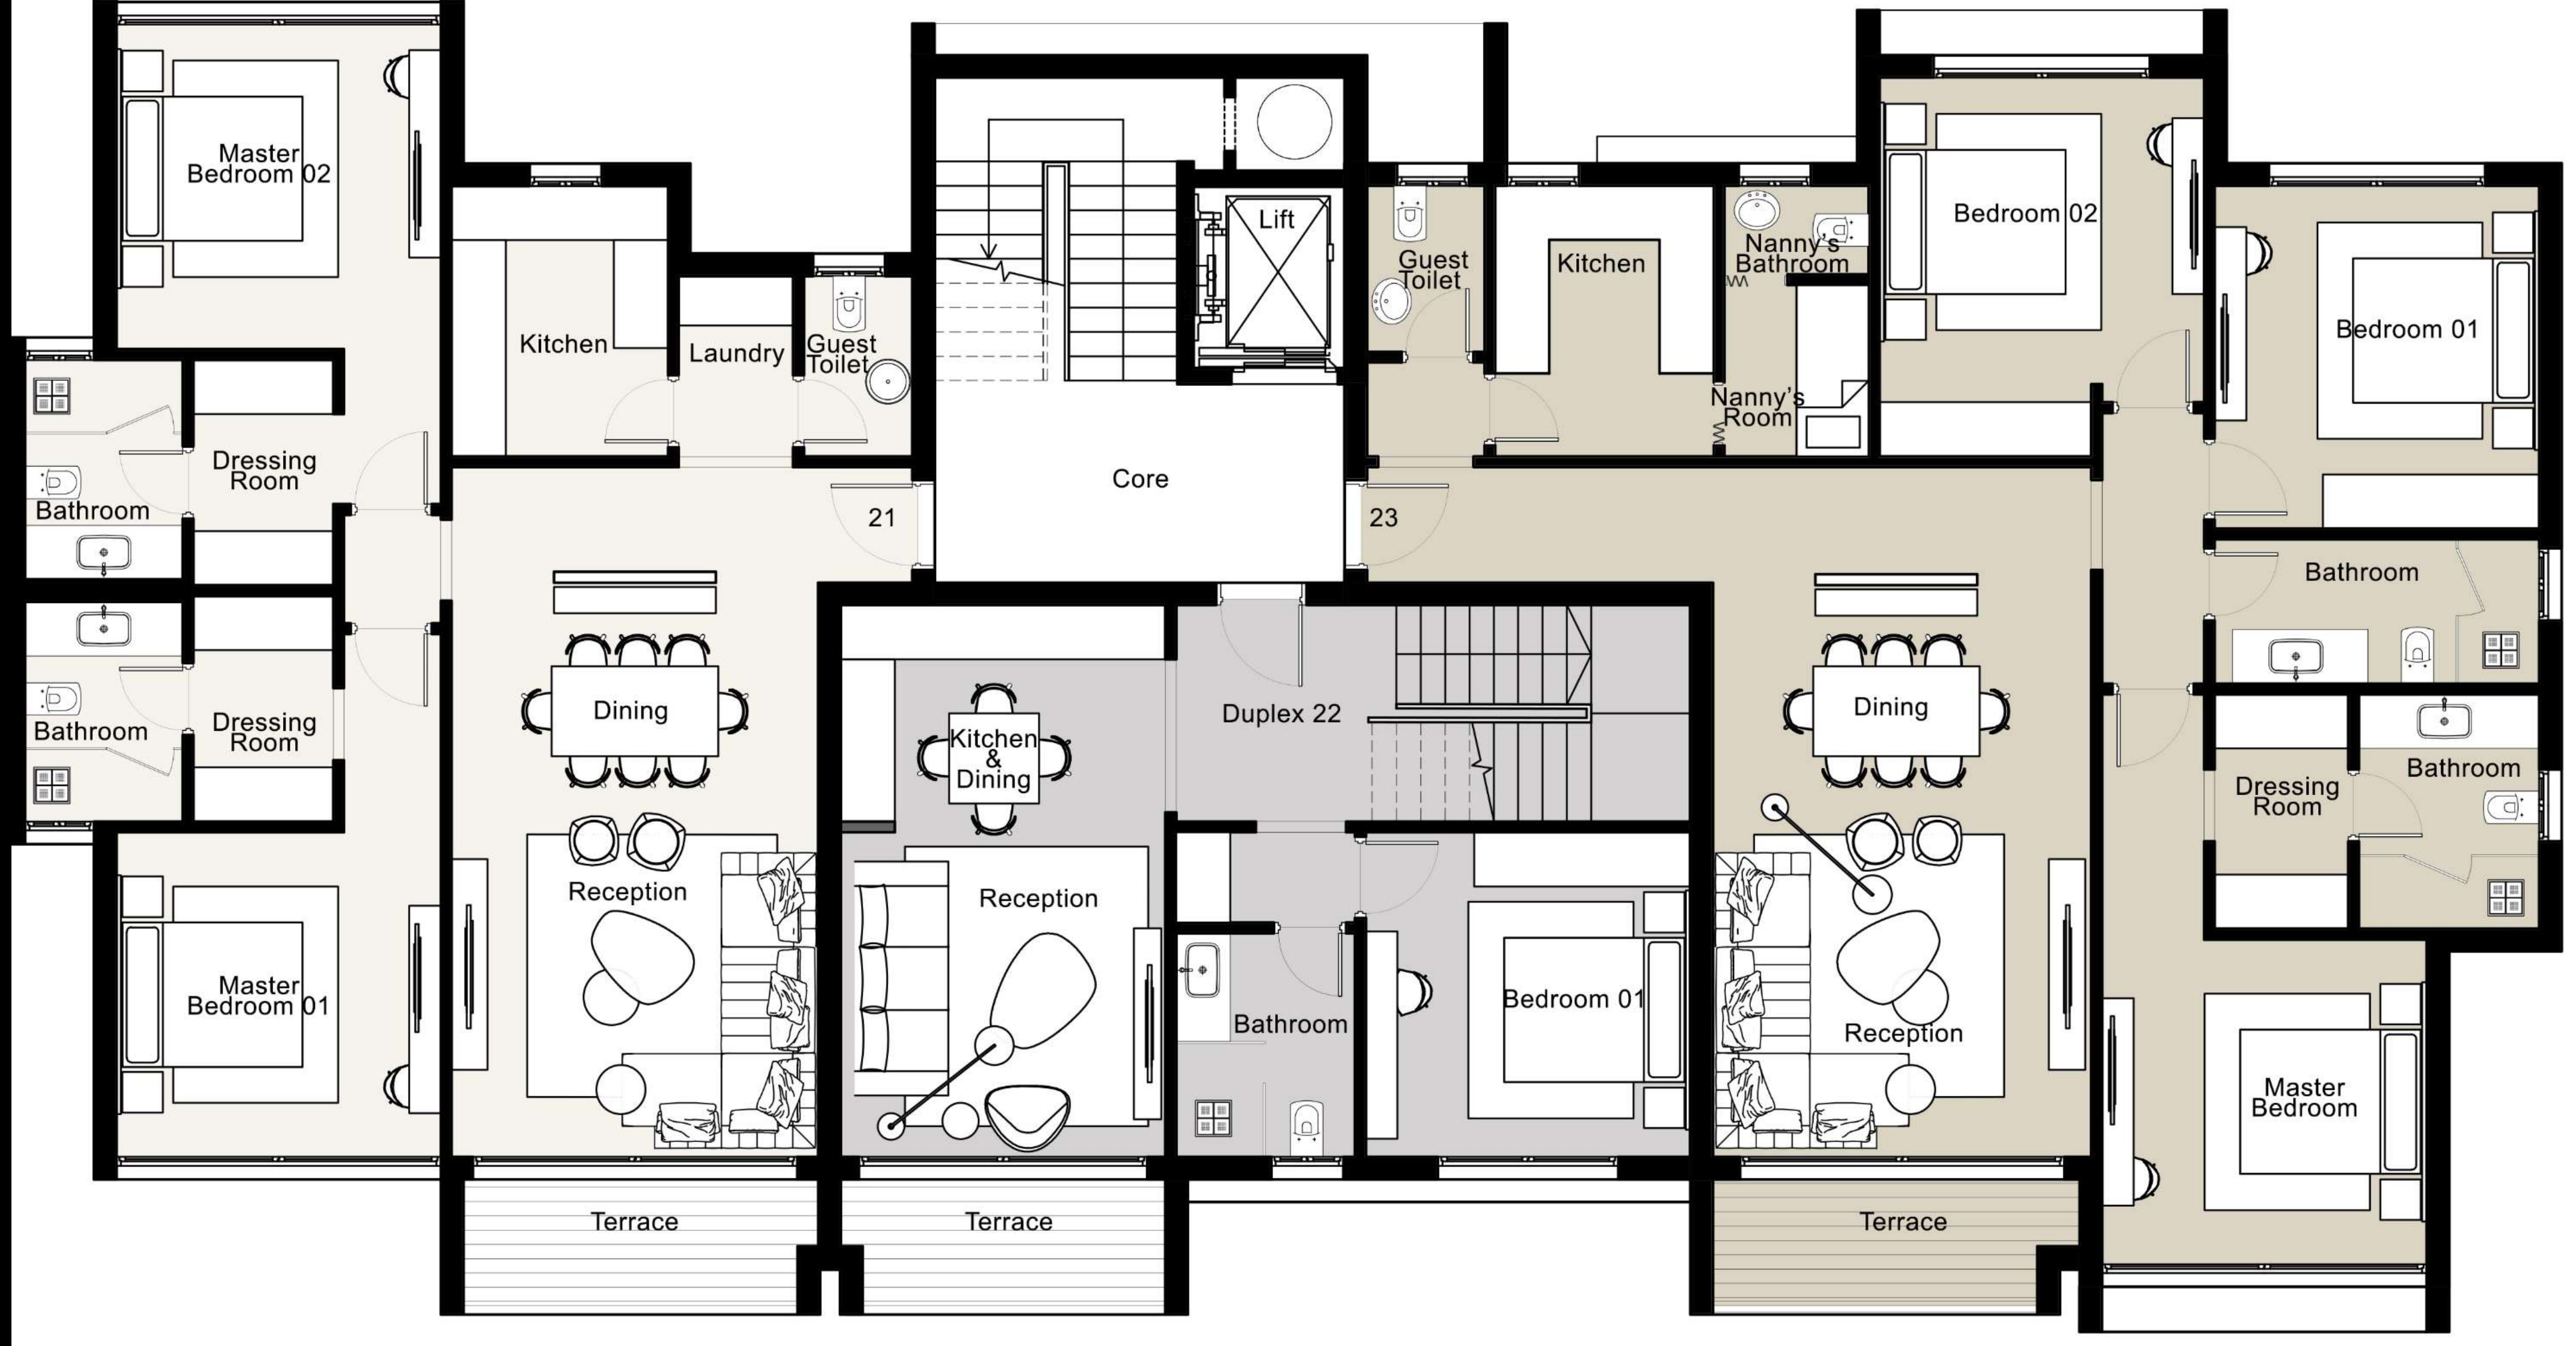 Master
Bedroom 02
Kitchen
Laundry
Guest
Toilet
Dressing
Room
Bathroom
21
Bathroom
Dressing
Room
Dining
Reception
Master
Bedroom 01
Terrace
Lift
Core
Duplex 22
Kitchen
&
Dining
Reception
Bathroom
Bedroom 01
Terrace
Guest
Toilet
Kitchen
Nanny's
Bathroom
Nanny's
Room
23
Bedroom 02
Bedroom 01
Bathroom
Dining
Dressing
Room
Bathroom
Reception
Master
Bedroom
Terrace